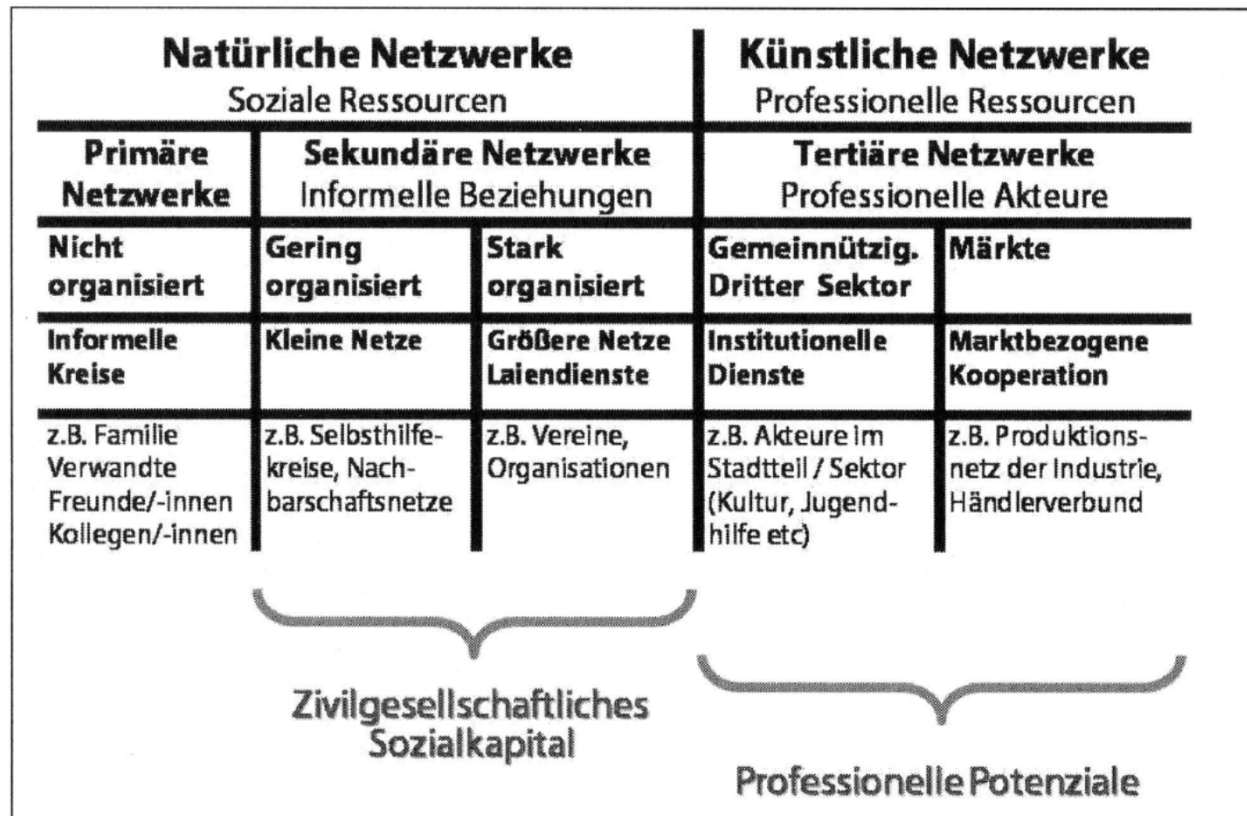 Natürliche Netzwerke
Soziale Ressourcen
Künstliche Netzwerke
Professionelle Ressourcen
Primäre
Netzwerke
Sekundäre Netzwerke
Informelle Beziehungen
Tertiäre Netzwerke
Professionelle Akteure
Nicht
organisiert
Gering
organisiert
Stark
organisiert
Gemeinnützig.
Dritter Sektor
Märkte
Informelle
Kreise
Kleine Netze
Größere Netze
Laiendienste
Institutionelle
Dienste
Marktbezogene
Kooperation
z.B. Familie
Verwandte
Freunde/-innen
Kollegen/-innen
z.B. Selbsthilfe-
kreise, Nach-
barschaftsnetze
z.B. Vereine,
Organisationen
z.B. Akteure im
Stadtteil / Sektor
(Kultur, Jugend-
hilfe etc)
z.B. Produktions-
netz der Industrie,
Händlerverbund
Zivilgesellschaftliches
Sozialkapital
Professionelle Potenziale